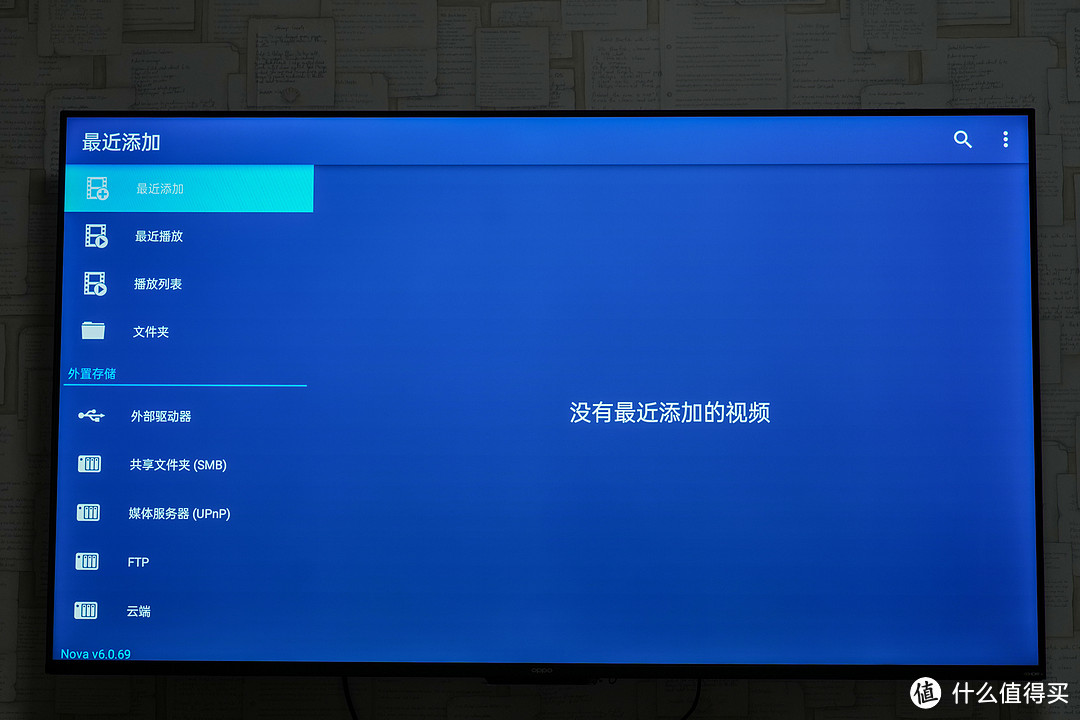 最近添加
最近添加
最近播放
播放列表
文件夹
外置存储
外部驱动器
共享文件夹 (SMB)
媒体服务器 (UPnP)
FTP
云端
没有最近添加的视频
Nova v6.0.69
oppo
值 什么值得买